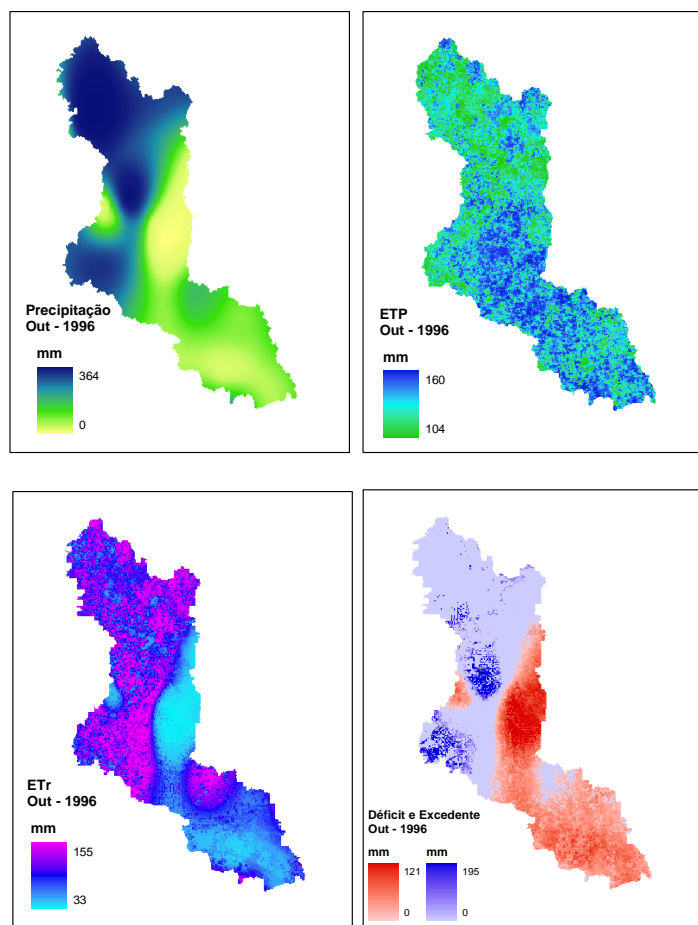 Precipitação
Out - 1996
mm
364
0
ETP
Out - 1996
mm
160
104
ETr
Out - 1996
mm
155
33
Déficit e Excedente
Out - 1996
mm mm
121 195
0 0